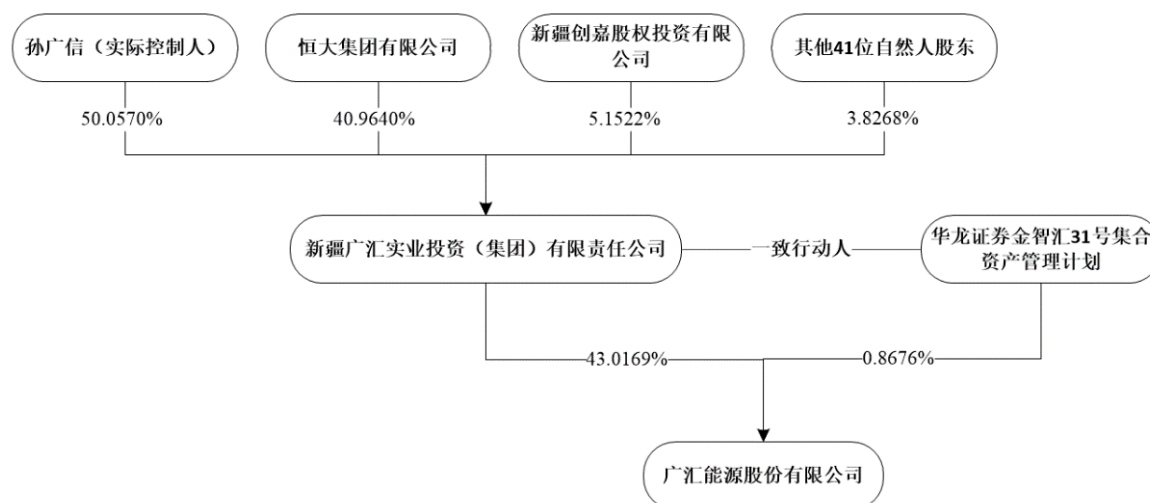 孙广信（实际控制人）
恒大集团有限公司
新疆创嘉股权投资有限
公司
其他41位自然人股东
50.0570%
40.9640%
5.1522%
3.8268%
新疆广汇实业投资（集团）有限责任公司
一致行动人
华龙证券金智汇31号集合
资产管理计划
43.0169%
0.8676%
广汇能源股份有限公司